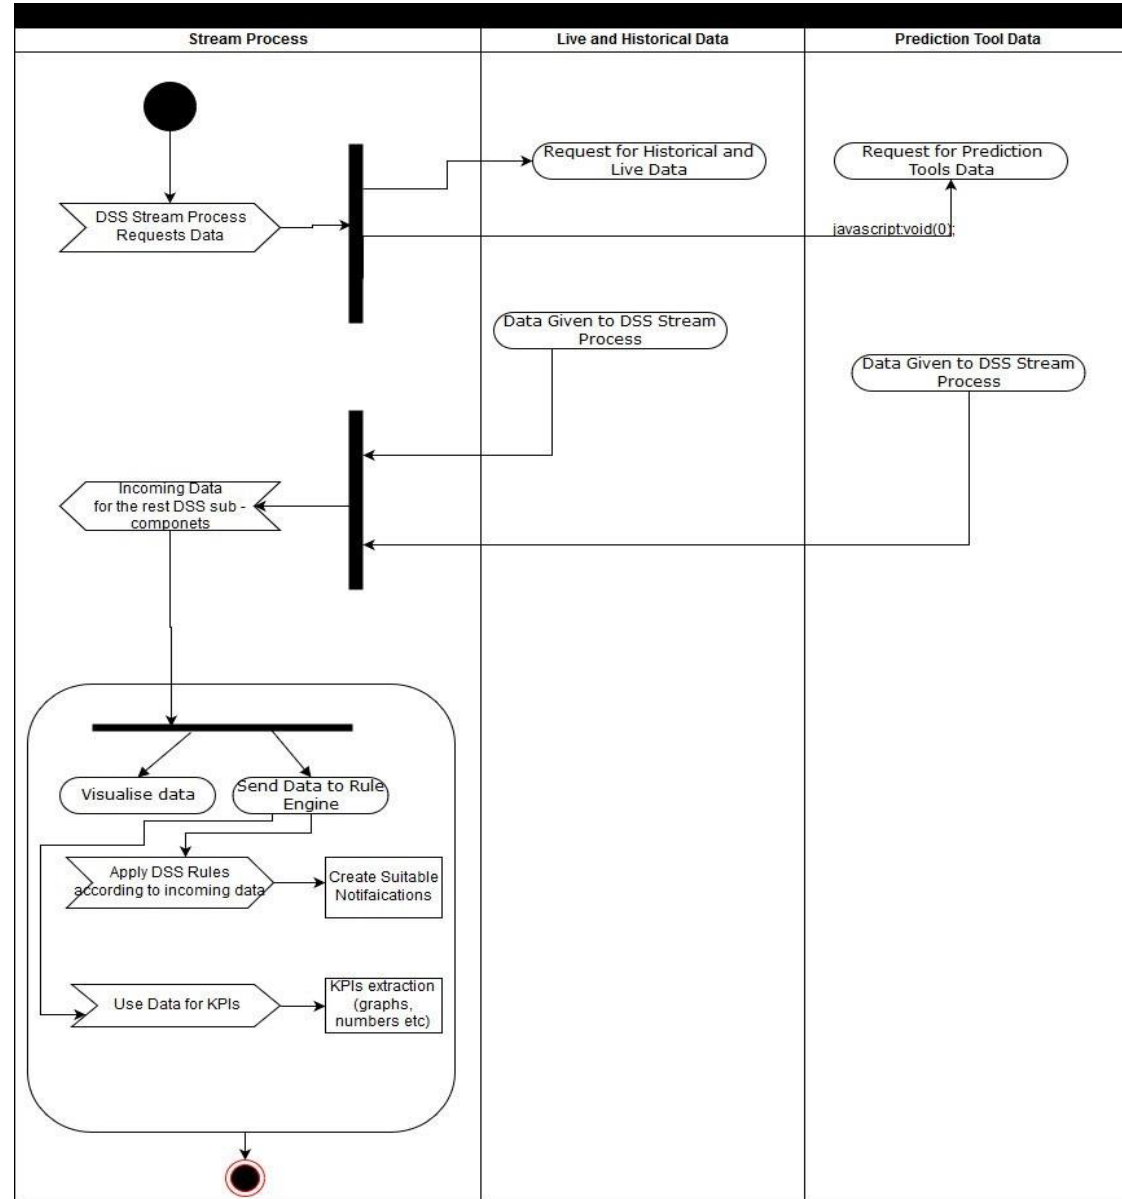 Stream Process
Live and Historical Data
Prediction Tool Data
DSS Stream Process
Requests Data
Request for Historical and
Live Data
Request for Prediction
Tools Data
javascript:void(0);
Data Given to DSS Stream
Process
Data Given to DSS Stream
Process
Incoming Data
for the rest DSS sub -
componets
Visualise data
Send Data to Rule
Engine
Apply DSS Rules
according to incoming data
Create Suitable
Notifaications
Use Data for KPIs
KPIs extraction
(graphs,
numbers etc)